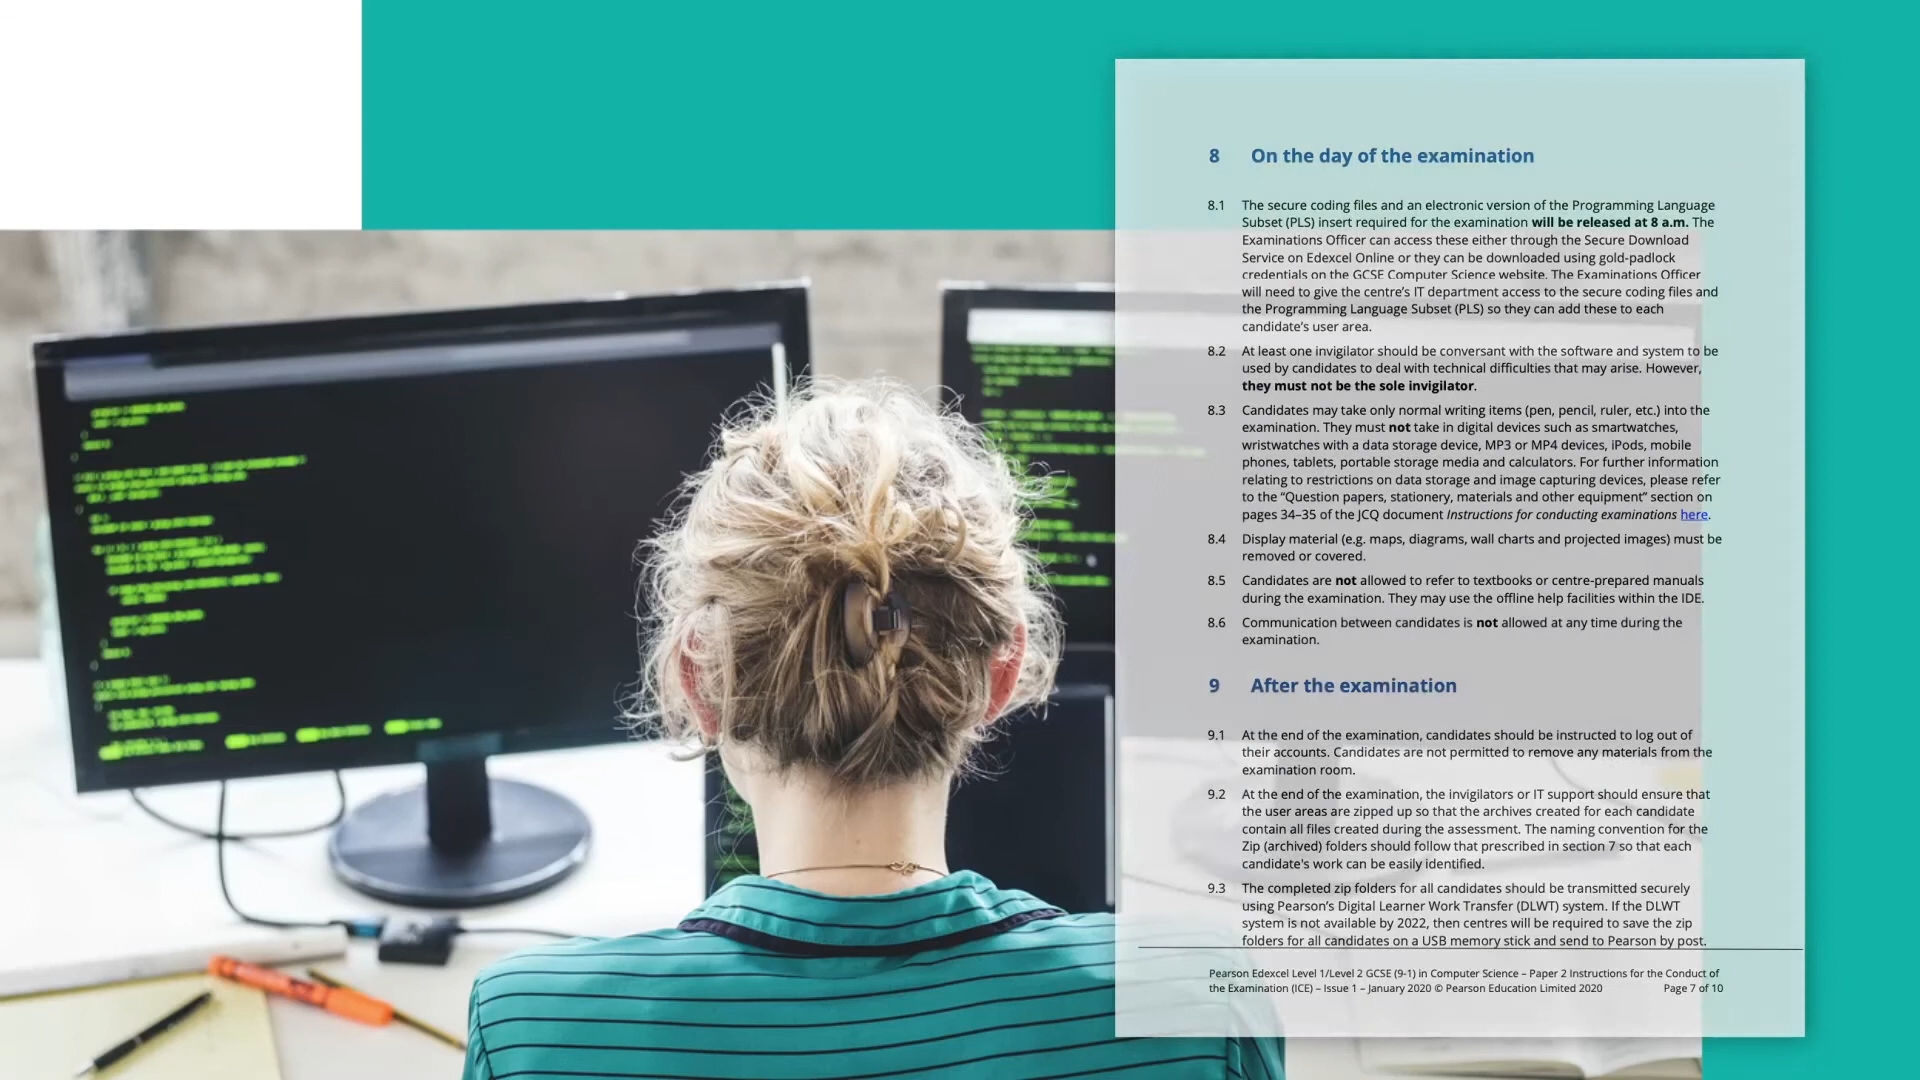 8 On the day of the examination
8.1 The secure coding files and an electronic version of the Programming Language
Subset (PLS) insert required for the examination will be released at 8 a.m. The
Examinations Officer can access these either through the Secure Download
Service on Edexcel Online or they can be downloaded using gold-padlock
credentials on the GCSE Computer Science website. The Examinations Officer
will need to give the centre's IT department access to the secure coding files and
the Programming Language Subset (PLS) so they can add these to each
candidate's user area.
8.2 At least one invigilator should be conversant with the software and system to be
used by candidates to deal with technical difficulties that may arise. However,
they must not be the sole invigilator.
8.3 Candidates may take only normal writing items (pen, pencil, ruler, etc.) into the
examination. They must not take in digital devices such as smartwatches,
wristwatches with a data storage device, MP3 or MP4 devices, iPods, mobile
phones, tablets, portable storage media and calculators. For further information
relating to restrictions on data storage and image capturing devices, please refer
to the “Question papers, stationery, materials and other equipment” section on
pages 34–35 of the JCQ document Instructions for conducting examinations here.
8.4 Display material (e.g. maps, diagrams, wall charts and projected images) must be
removed or covered.
8.5 Candidates are not allowed to refer to textbooks or centre-prepared manuals
during the examination. They may use the offline help facilities within the IDE.
8.6 Communication between candidates is not allowed at any time during the
examination.
9 After the examination
9.1 At the end of the examination, candidates should be instructed to log out of
their accounts. Candidates are not permitted to remove any materials from the
examination room.
9.2 At the end of the examination, the invigilators or IT support should ensure that
the user areas are zipped up so that the archives created for each candidate
contain all files created during the assessment. The naming convention for the
Zip (archived) folders should follow that prescribed in section 7 so that each
candidate's work can be easily identified.
9.3 The completed zip folders for all candidates should be transmitted securely
using Pearson's Digital Learner Work Transfer (DLWT) system. If the DLWT
system is not available by 2022, then centres will be required to save the zip
folders for all candidates on a USB memory stick and send to Pearson by post.
Pearson Edexcel Level 1/Level 2 GCSE (9-1) in Computer Science – Paper 2 Instructions for the Conduct of
the Examination (ICE) – Issue 1 – January 2020 © Pearson Education Limited 2020 Page 7 of 10